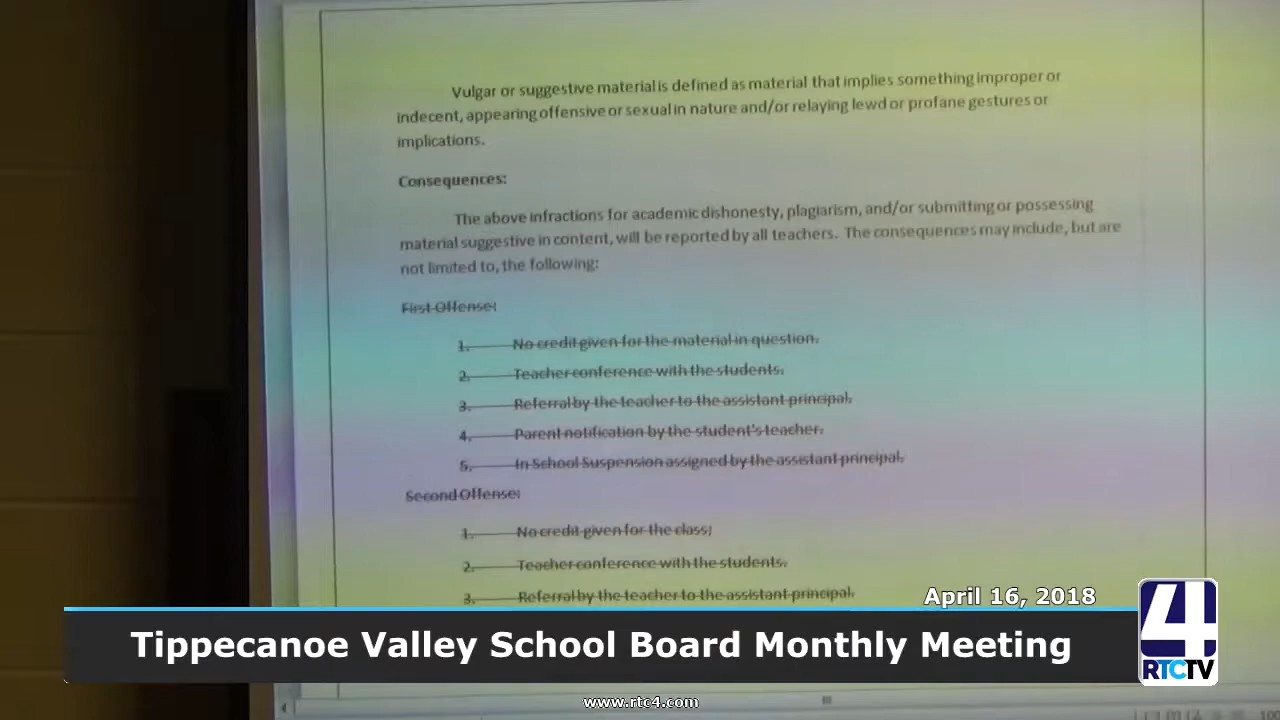 Vulgar or suggestive material is defined as material that implies something improper or
indecent, appearing offensive or sexual in nature and/or relaying lewd or profane gestures or
implications.
Consequences:
The above infractions for academic dishonesty, plagiarism, and/or submitting or possessing
material suggestive in content, will be reported by all teachers. The consequences may include, but are
not limited to, the following:
First Offense:
1. No credit given for the material in question.
2. Teacher conference with the students.
3. Referral by the teacher to the assistant principal.
4. Parent notification by the student's teacher.
5. In School Suspension assigned by the assistant principal.
Second Offense:
1. No credit given for the class;
2. Teacher conference with the students.
3. Referral by the teacher to the assistant principal.
April 16, 2018
Tippecanoe Valley School Board Monthly Meeting
4
RTCTV
www.rtc4.com